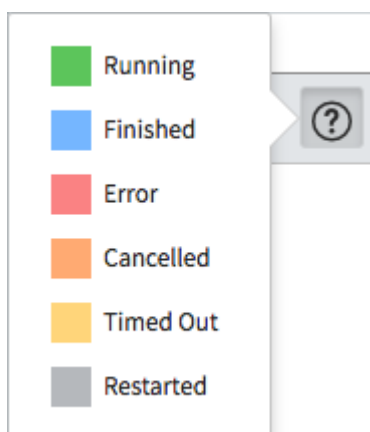 Running
Finished
Error
Cancelled
Timed Out
Restarted
?